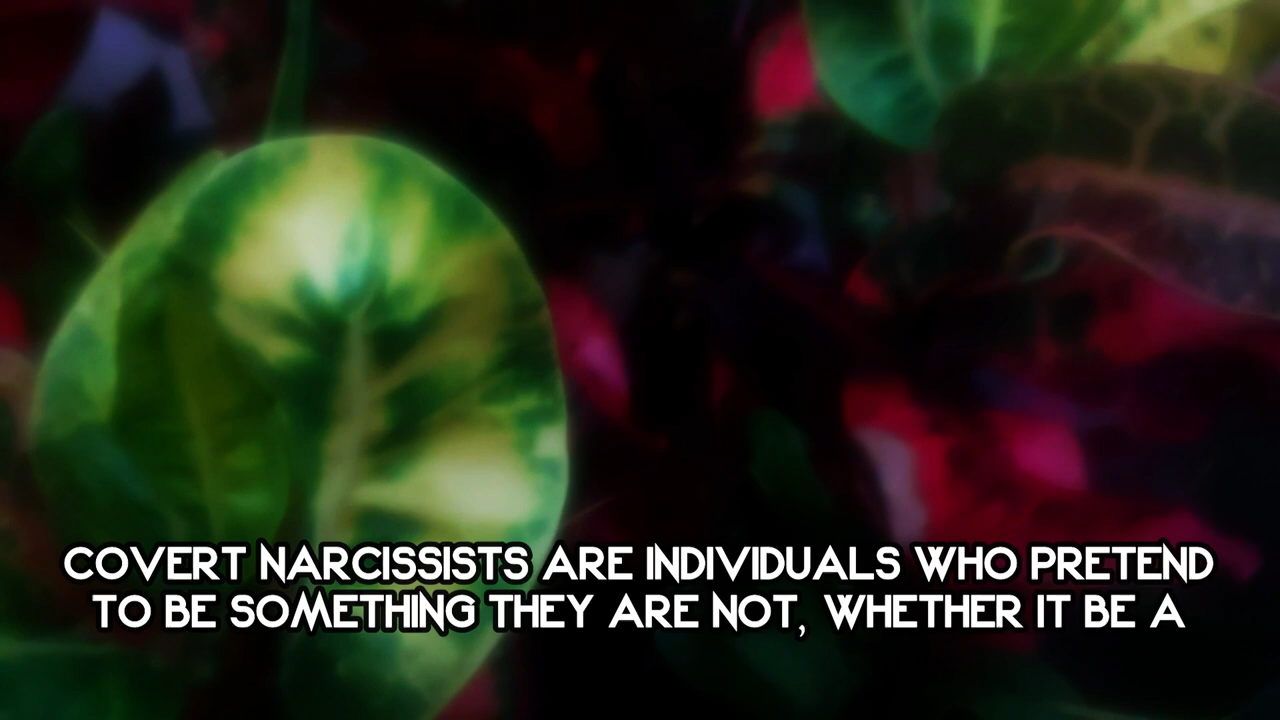 COVERT NARCISSISTS ARE INDIVIDUALS WHO PRETEND
TO BE SOMETHING THEY ARE NOT, WHETHER IT BE A